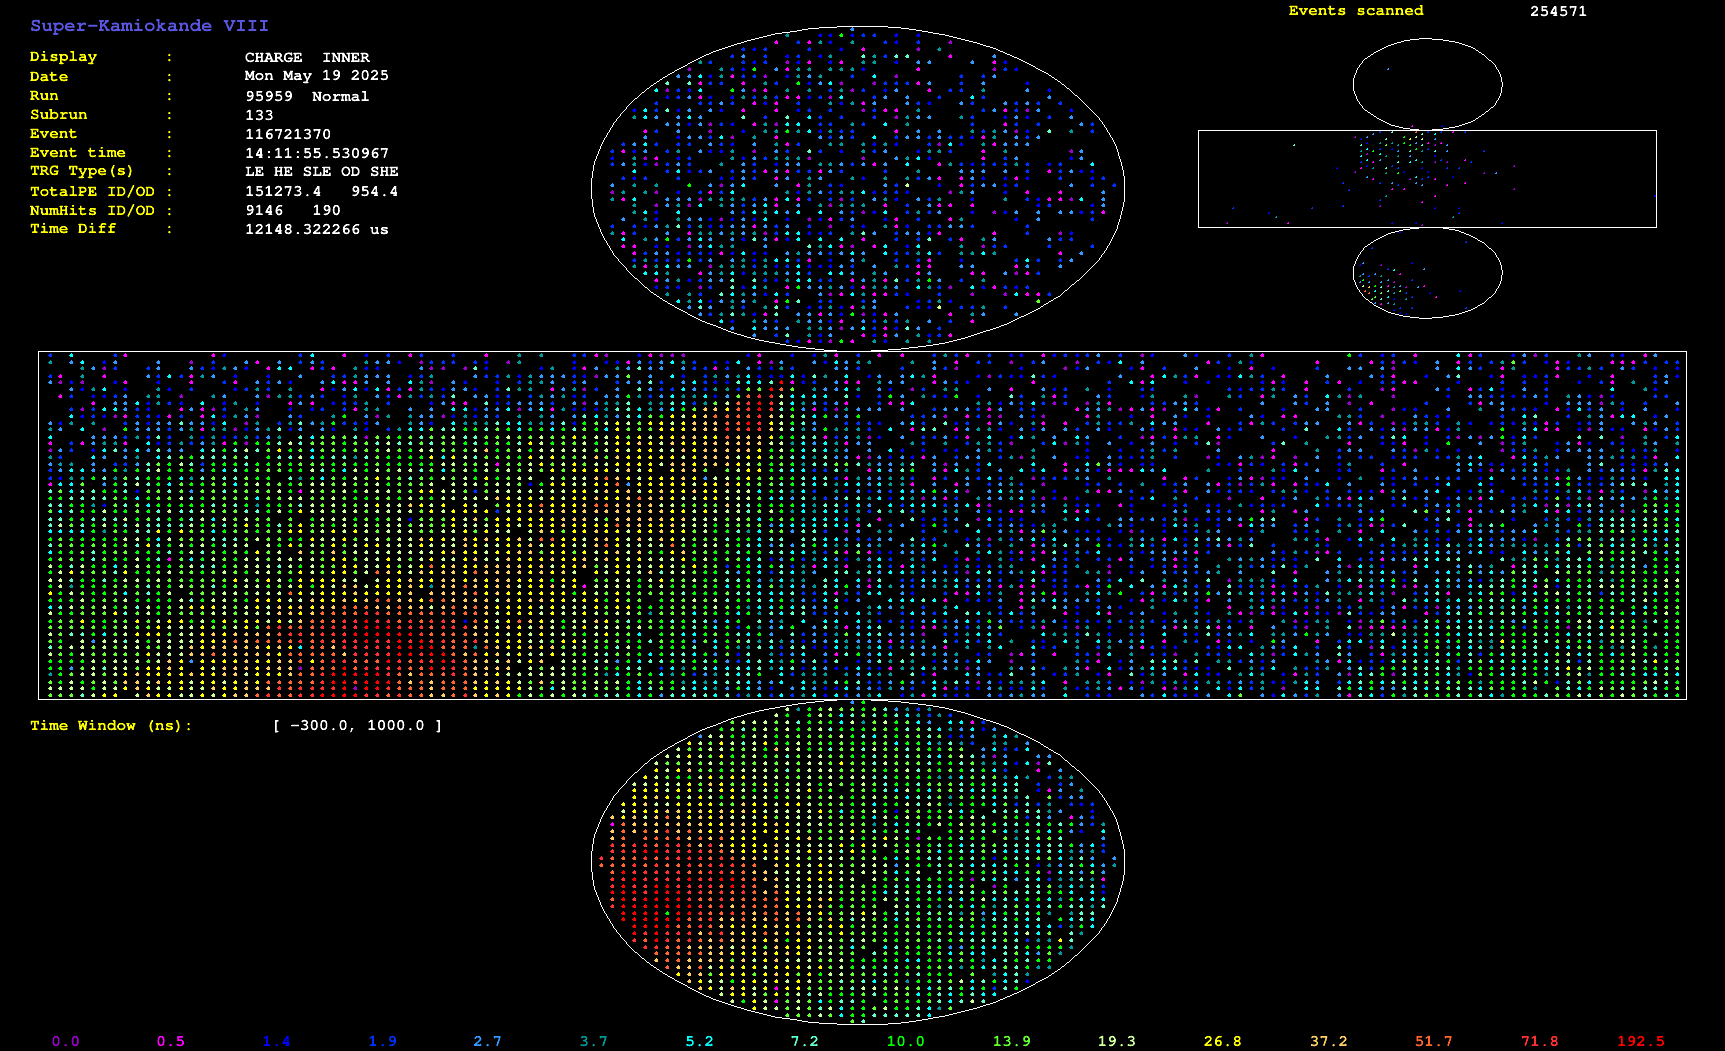 Super-Kamiokande VIII
Events scanned 254571
Display : CHARGE INNER
Date : Mon May 19 2025
Run : 95959 Normal
Subrun : 133
Event : 116721370
Event time : 14:11:55.530967
TRG Type(s) : LE HE SLE OD SHE
TotalPE ID/OD : 151273.4 954.4
NumHits ID/OD : 9146 190
Time Diff : 12148.322266 us
Time Window (ns): [ -300.0, 1000.0 ]
0.0 0.5 1.4 1.9 2.7 3.7 5.2 7.2 10.0 13.9 19.3 26.8 37.2 51.7 71.8 192.5